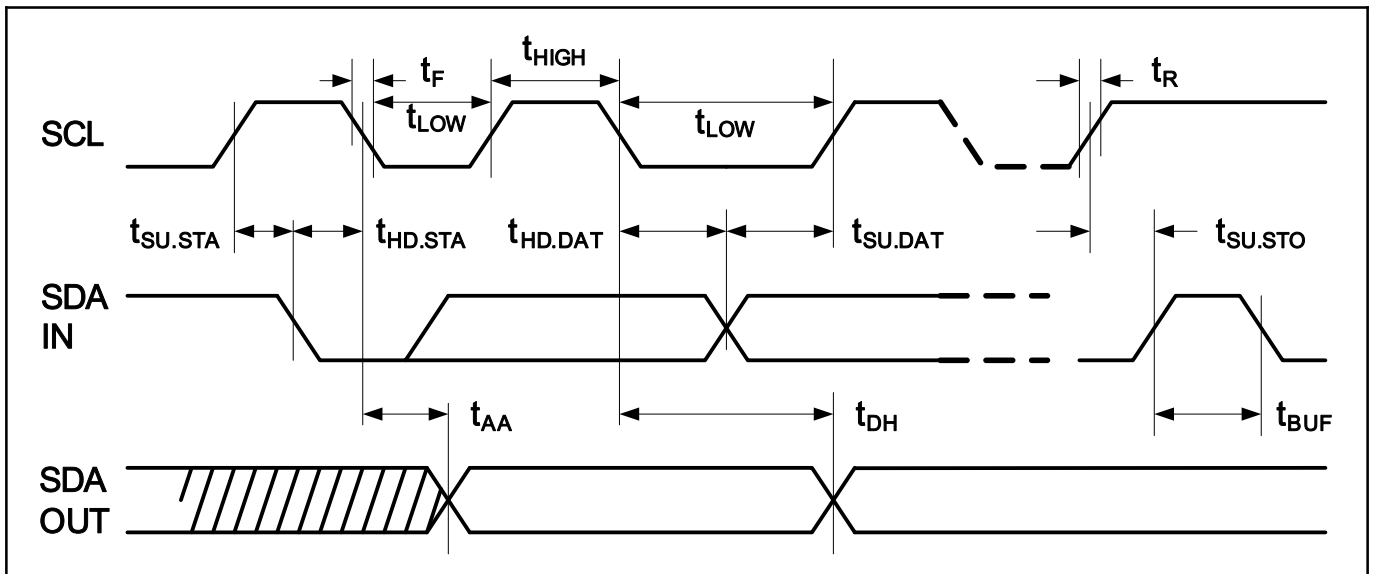 tHIGH
tF
tR
SCL
tLOW
tLOW
tSU.STA
tHD.STA
tHD.DAT
tSU.DAT
tSU.STO
SDA
IN
tAA
tDH
tBUF
SDA
OUT